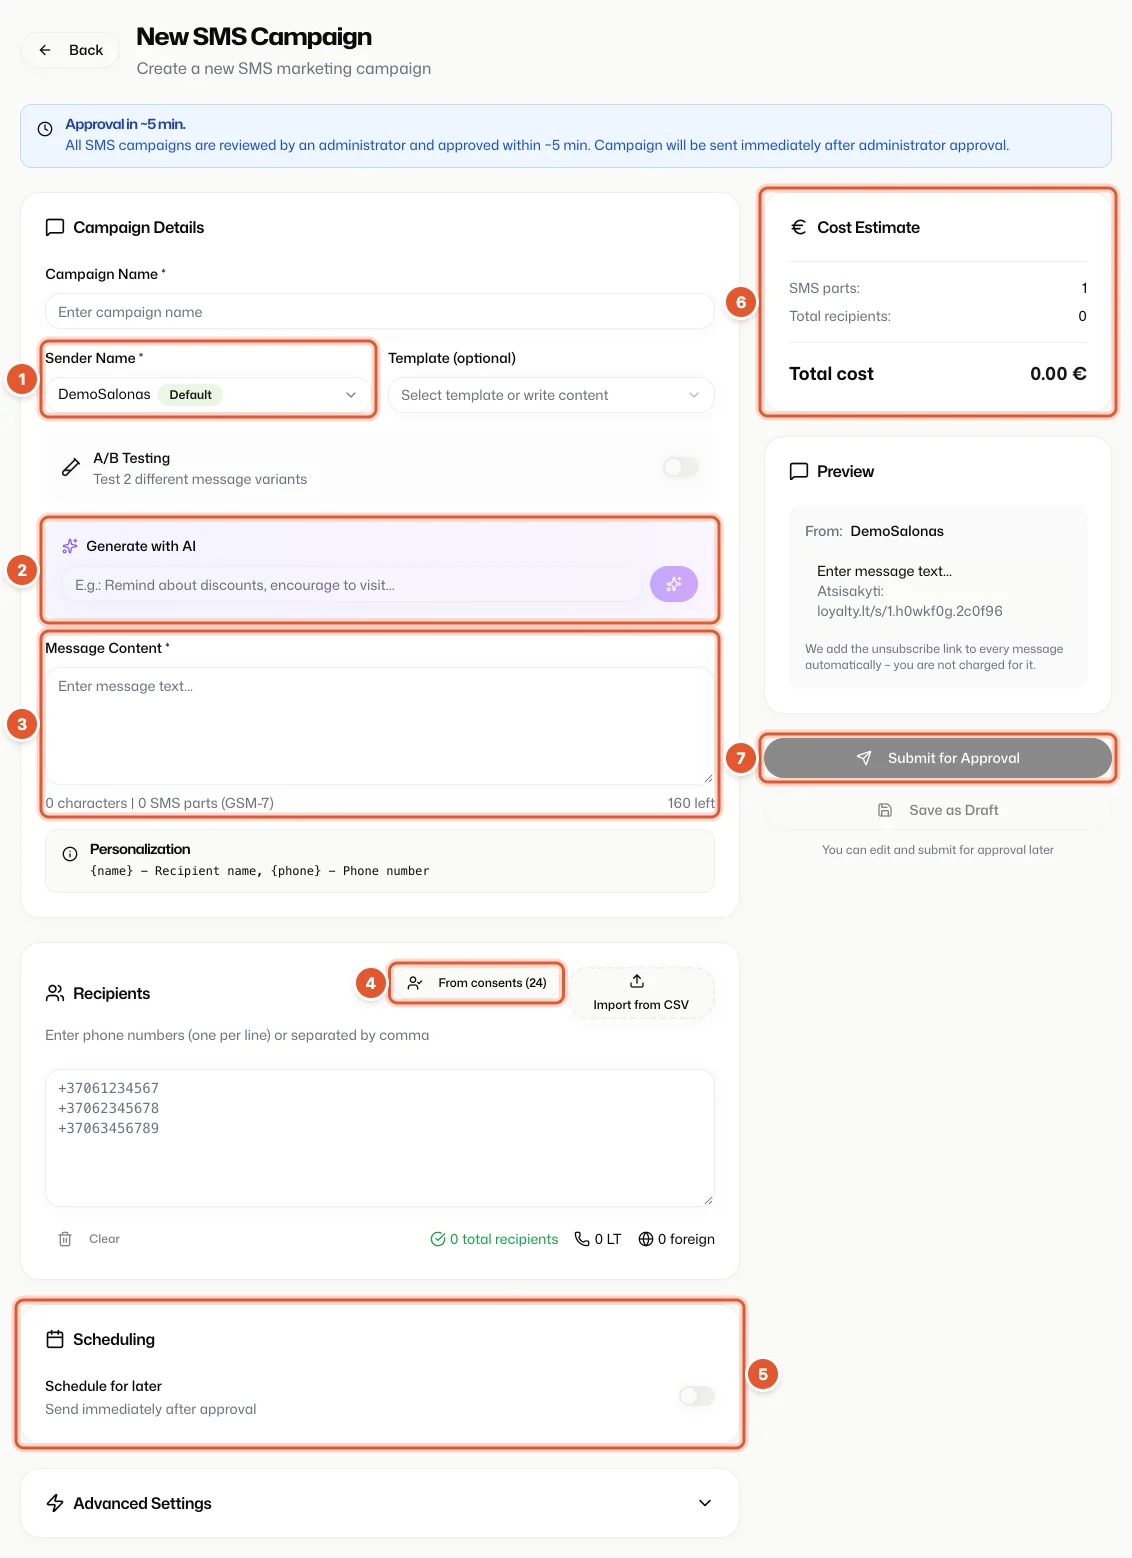 Back
New SMS Campaign
Create a new SMS marketing campaign
Approval in ~5 min.
All SMS campaigns are reviewed by an administrator and approved within ~5 min. Campaign will be sent immediately after administrator approval.
Campaign Details
Campaign Name *
Enter campaign name
1
Sender Name *
DemoSalonas Default
Template (optional)
Select template or write content
A/B Testing
Test 2 different message variants
2
Generate with AI
E.g.: Remind about discounts, encourage to visit...
3
Message Content *
Enter message text...
0 characters | 0 SMS parts (GSM-7)
160 left
Personalization
{name} – Recipient name, {phone} – Phone number
Recipients
4
From consents (24)
Import from CSV
Enter phone numbers (one per line) or separated by comma
+37061234567
+37062345678
+37063456789
Clear
0 total recipients
0 LT
0 foreign
Scheduling
Schedule for later
Send immediately after approval
5
Advanced Settings
6
€ Cost Estimate
SMS parts: 1
Total recipients: 0
Total cost 0.00 €
Preview
From: DemoSalonas
Enter message text...
Atsisakyti:
loyalty.lt/s/1.h0wkf0g.2c0f96
We add the unsubscribe link to every message
automatically – you are not charged for it.
7
Submit for Approval
Save as Draft
You can edit and submit for approval later